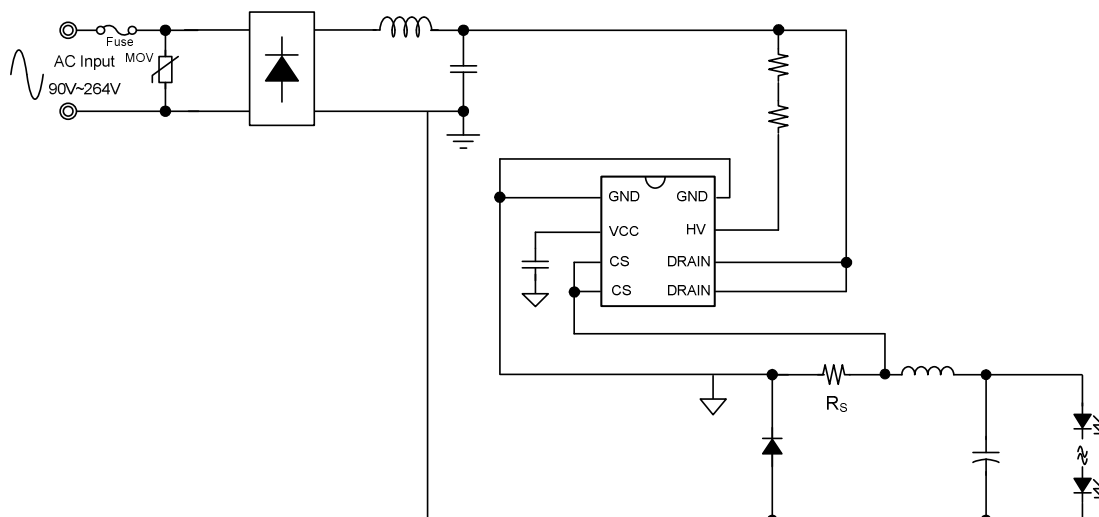 Fuse
AC Input
MOV
90V~264V
GND GND
VCC HV
CS DRAIN
CS DRAIN
RS